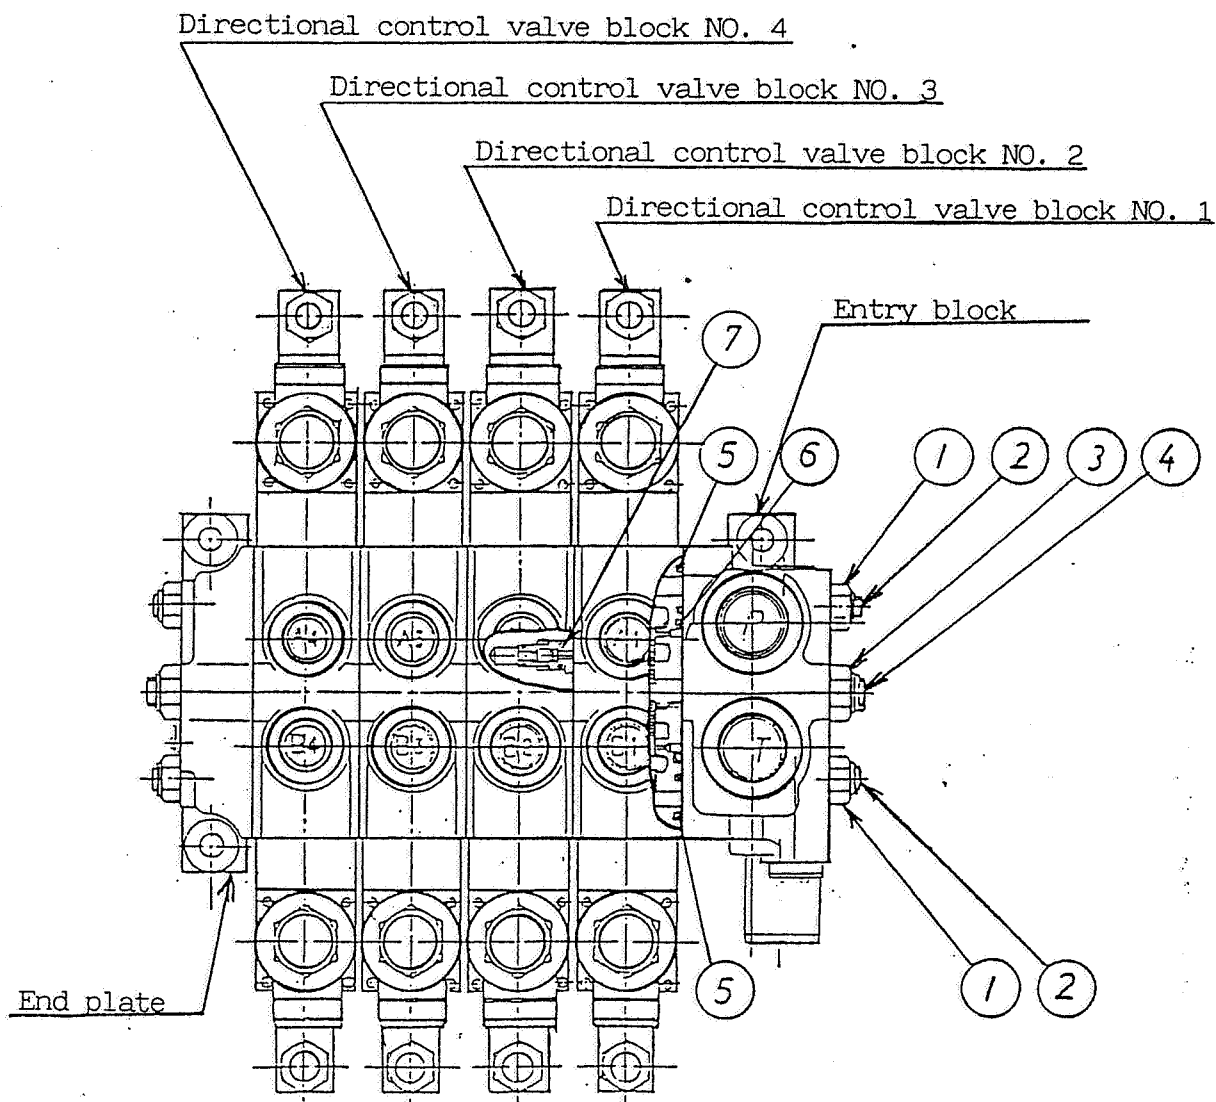 Directional control valve block NO. 4
Directional control valve block NO. 3
Directional control valve block NO. 2
Directional control valve block NO. 1
Entry block
7
5
6
1
2
3
4
A3
P
T
End plate
5
1
2